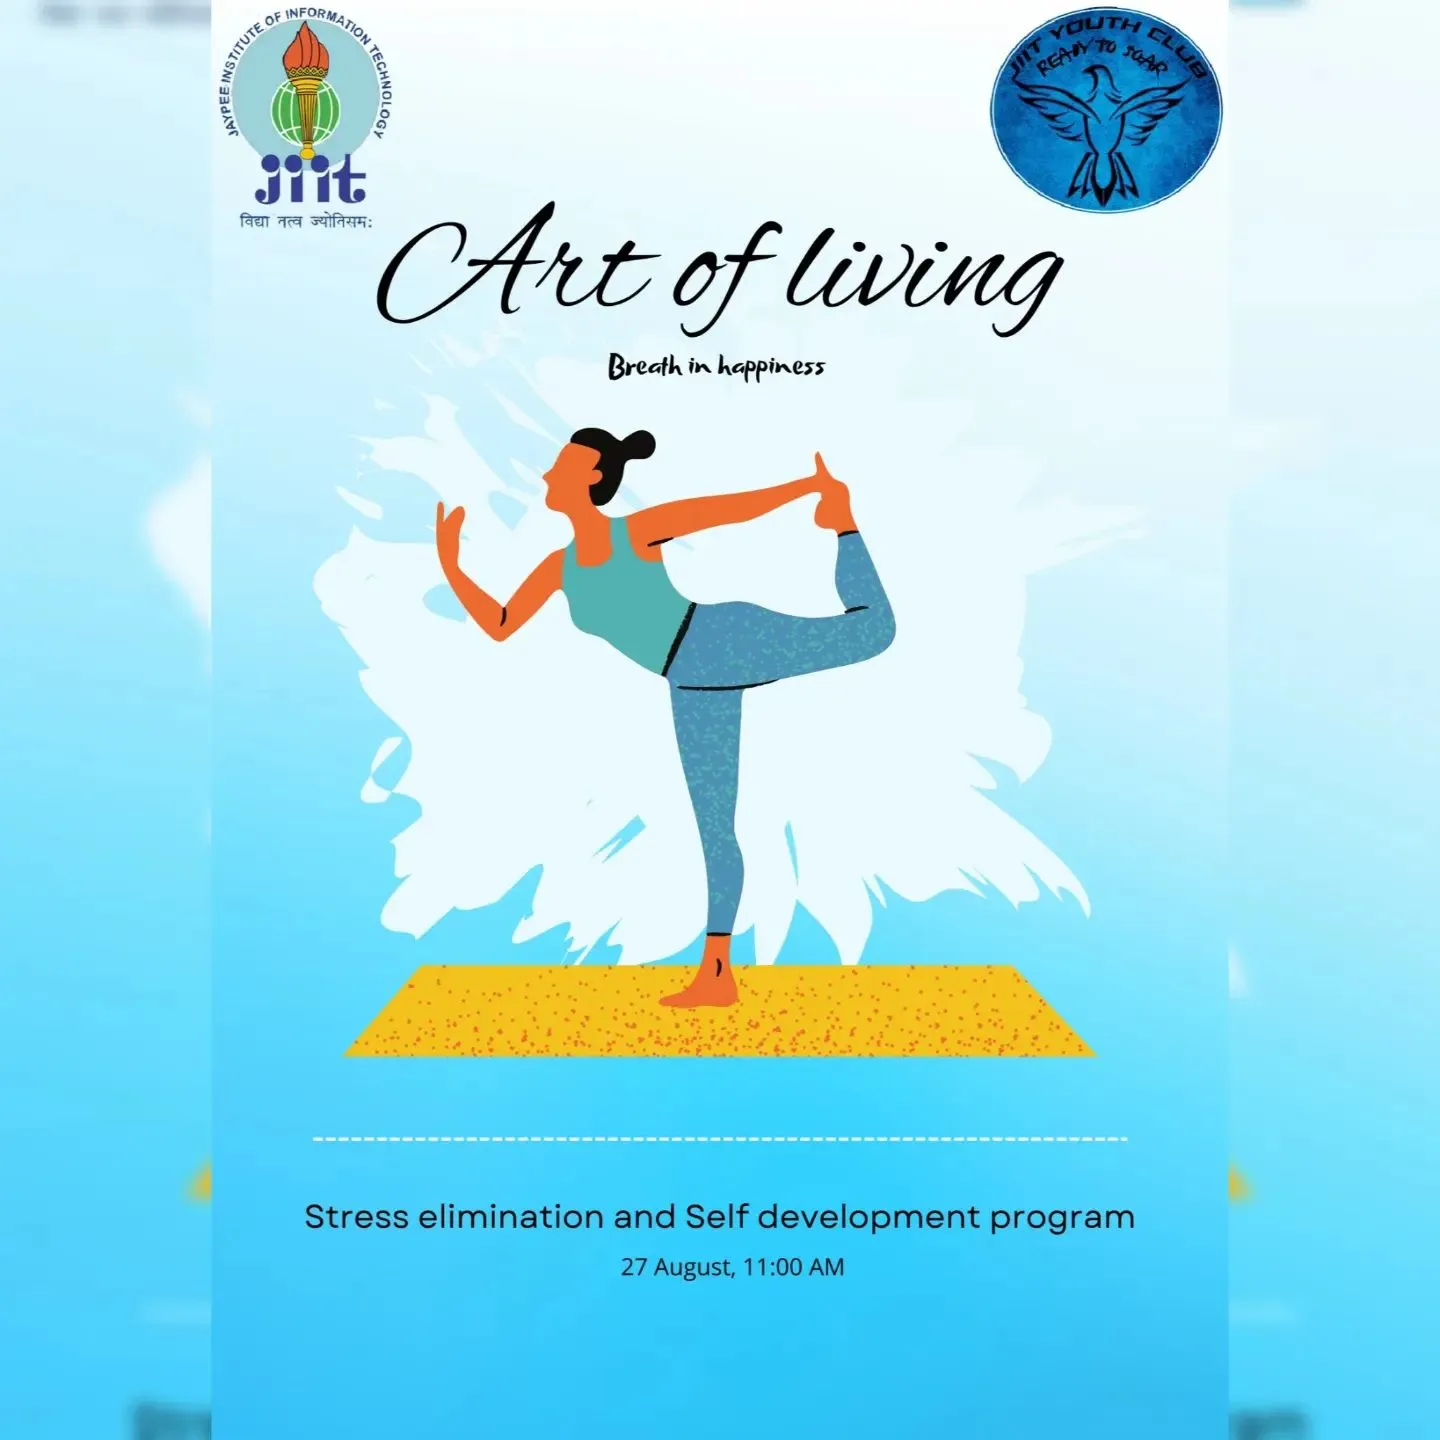 JAYPEE INSTITUTE OF INFORMATION TECHNOLOGY
jiit
विद्या तत्व ज्योतिसम:
JIIT YOUTH CLUB
READY TO SOAR
Art of living
Breath in happiness
Stress elimination and Self development program
27 August, 11:00 AM